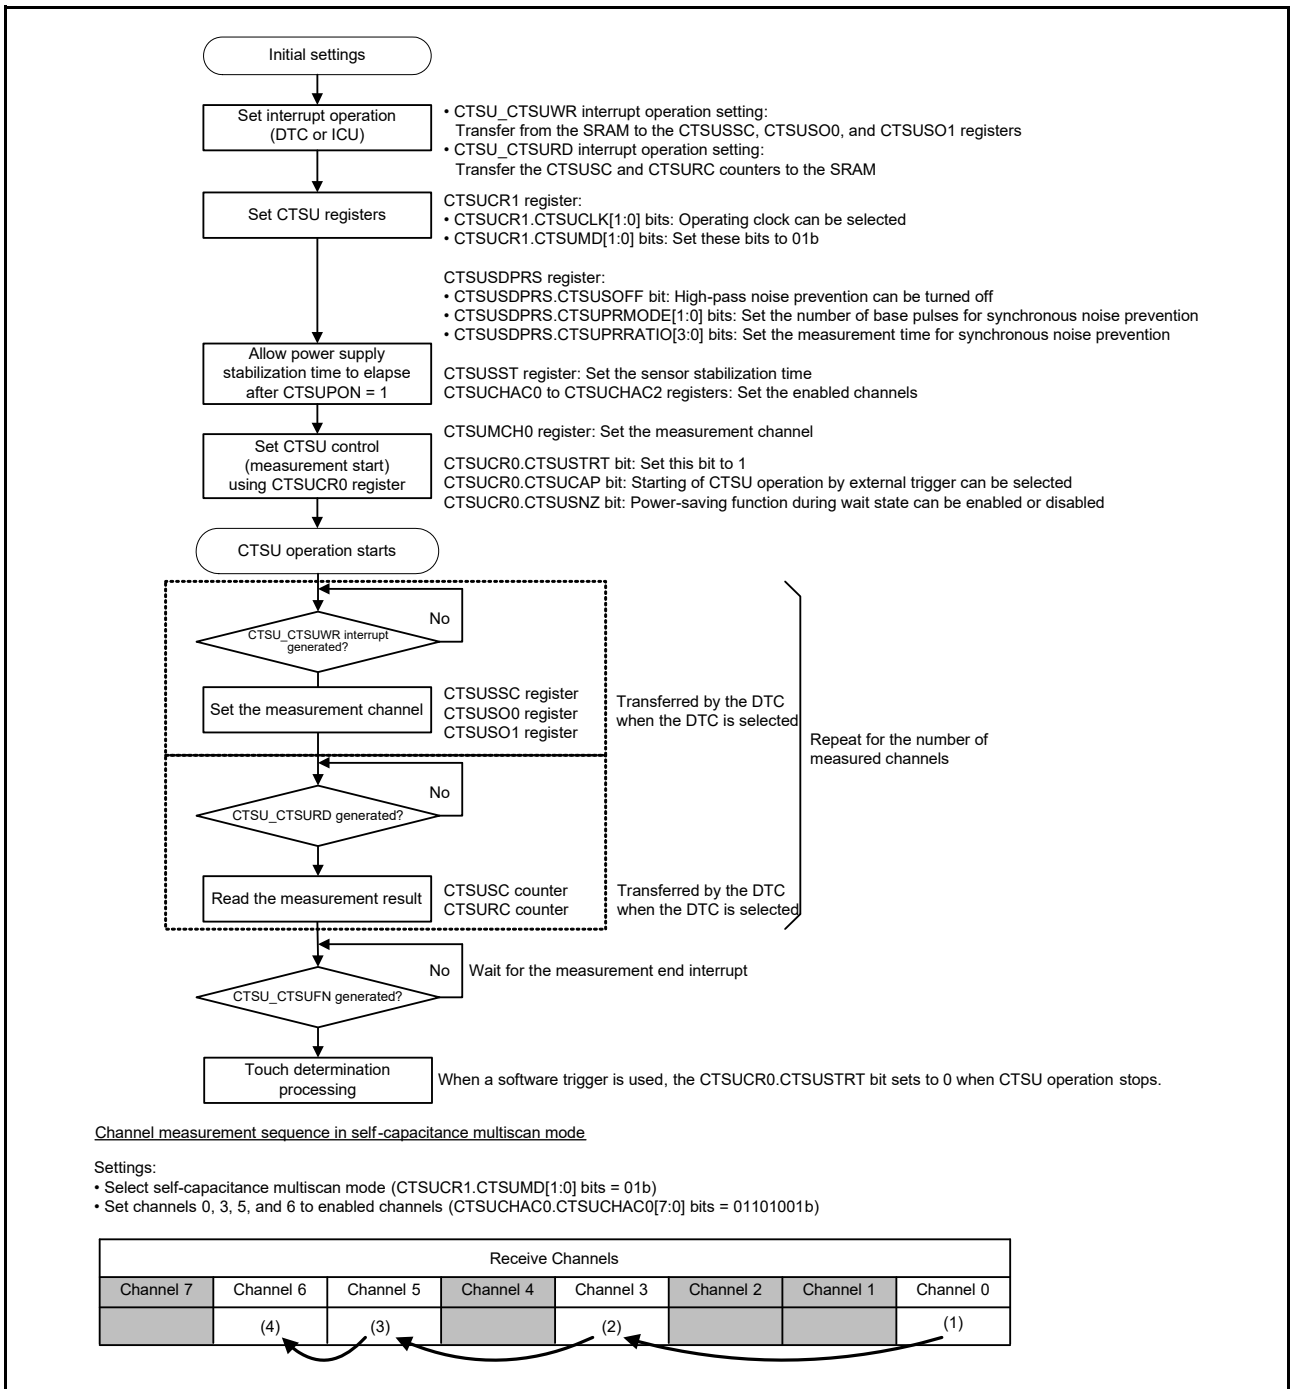 Initial settings
Set interrupt operation
(DTC or ICU)
• CTSU_CTSUWR interrupt operation setting:
Transfer from the SRAM to the CTSUSSC, CTSUSO0, and CTSUSO1 registers
• CTSU_CTSURD interrupt operation setting:
Transfer the CTSUSC and CTSURC counters to the SRAM
Set CTSU registers
CTSUCR1 register:
• CTSUCR1.CTSUCLK[1:0] bits: Operating clock can be selected
• CTSUCR1.CTSUMD[1:0] bits: Set these bits to 01b
CTSUSDPRS register:
• CTSUSDPRS.CTSUSOFF bit: High-pass noise prevention can be turned off
• CTSUSDPRS.CTSUPRMODE[1:0] bits: Set the number of base pulses for synchronous noise prevention
• CTSUSDPRS.CTSUPRRATIO[3:0] bits: Set the measurement time for synchronous noise prevention
Allow power supply
stabilization time to elapse
after CTSUPON = 1
CTSUSST register: Set the sensor stabilization time
CTSUCHAC0 to CTSUCHAC2 registers: Set the enabled channels
CTSUMCH0 register: Set the measurement channel
Set CTSU control
(measurement start)
using CTSUCR0 register
CTSUCR0.CTSUSTRT bit: Set this bit to 1
CTSUCR0.CTSUCAP bit: Starting of CTSU operation by external trigger can be selected
CTSUCR0.CTSUSNZ bit: Power-saving function during wait state can be enabled or disabled
CTSU operation starts
No
CTSU_CTSUWR interrupt
generated?
Set the measurement channel
CTSUSSC register
CTSUSO0 register
CTSUSO1 register
Transferred by the DTC
when the DTC is selected
Repeat for the number of
measured channels
No
CTSU_CTSURD generated?
Read the measurement result
CTSUSC counter
CTSURC counter
Transferred by the DTC
when the DTC is selected
No
Wait for the measurement end interrupt
CTSU_CTSUFN generated?
Touch determination
processing
When a software trigger is used, the CTSUCR0.CTSUSTRT bit sets to 0 when CTSU operation stops.
Channel measurement sequence in self-capacitance multiscan mode
Settings:
• Select self-capacitance multiscan mode (CTSUCR1.CTSUMD[1:0] bits = 01b)
• Set channels 0, 3, 5, and 6 to enabled channels (CTSUCHAC0.CTSUCHAC0[7:0] bits = 01101001b)
Receive Channels
Channel 7 Channel 6 Channel 5 Channel 4 Channel 3 Channel 2 Channel 1 Channel 0
(4) (3) (2) (1)